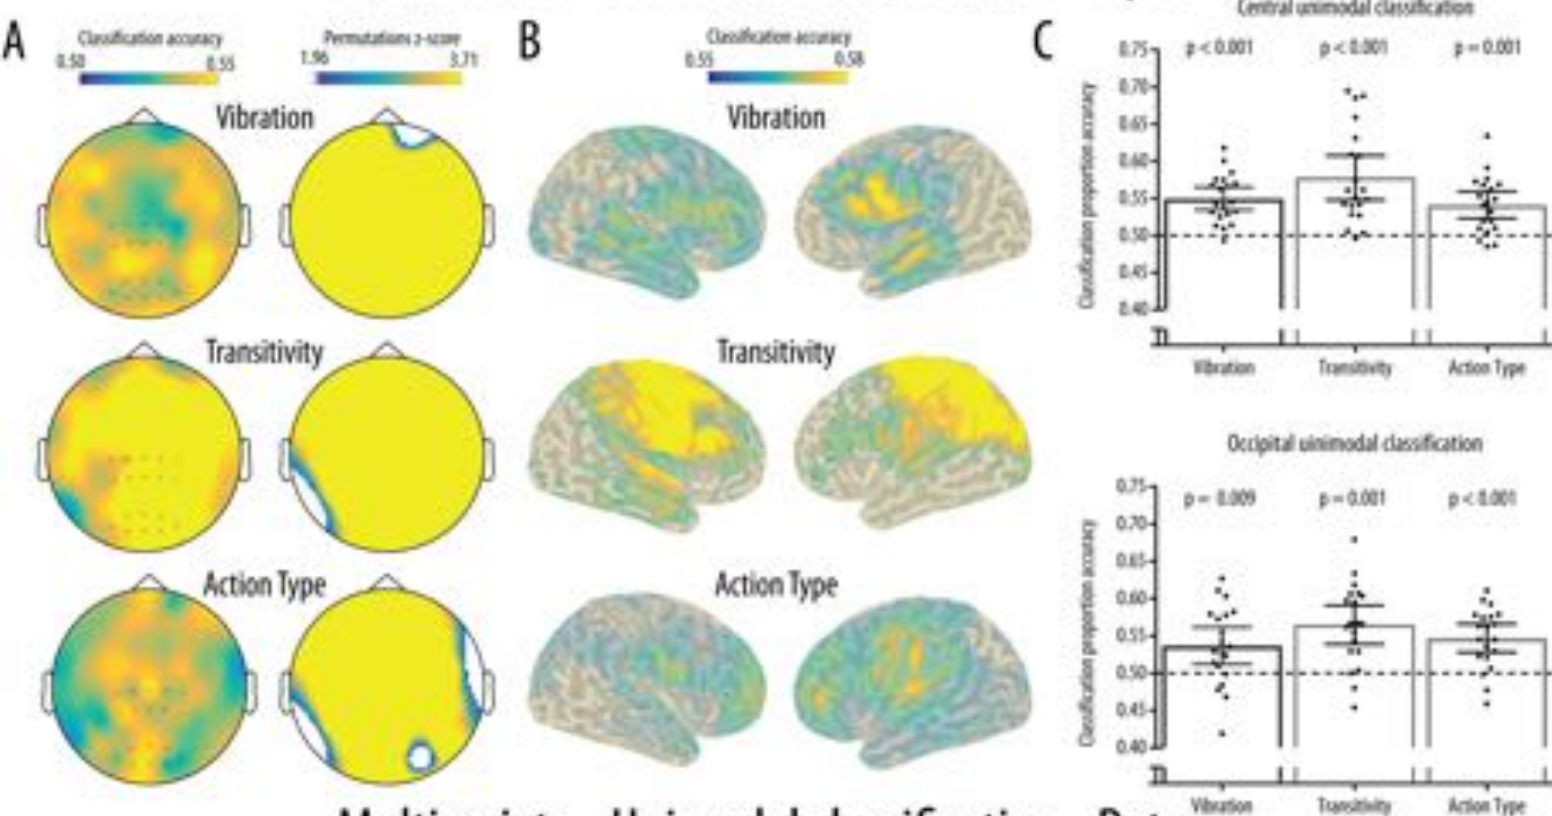 A
Classification accuracy
0.50 0.55
Permutations z-score
1.96 3.71
Vibration
Transitivity
Action Type
B
Classification accuracy
0.55 0.58
Vibration
Transitivity
Action Type
C
Central unimodal classification
p < 0.001 p < 0.001 p = 0.001
Classification proportion accuracy
0.75
0.70
0.65
0.60
0.55
0.50
0.45
0.40
Vibration Transitivity Action Type
Occipital uinimodal classification
p = 0.009 p = 0.001 p < 0.001
Classification proportion accuracy
0.75
0.70
0.65
0.60
0.55
0.50
0.45
0.40
Vibration Transitivity Action Type